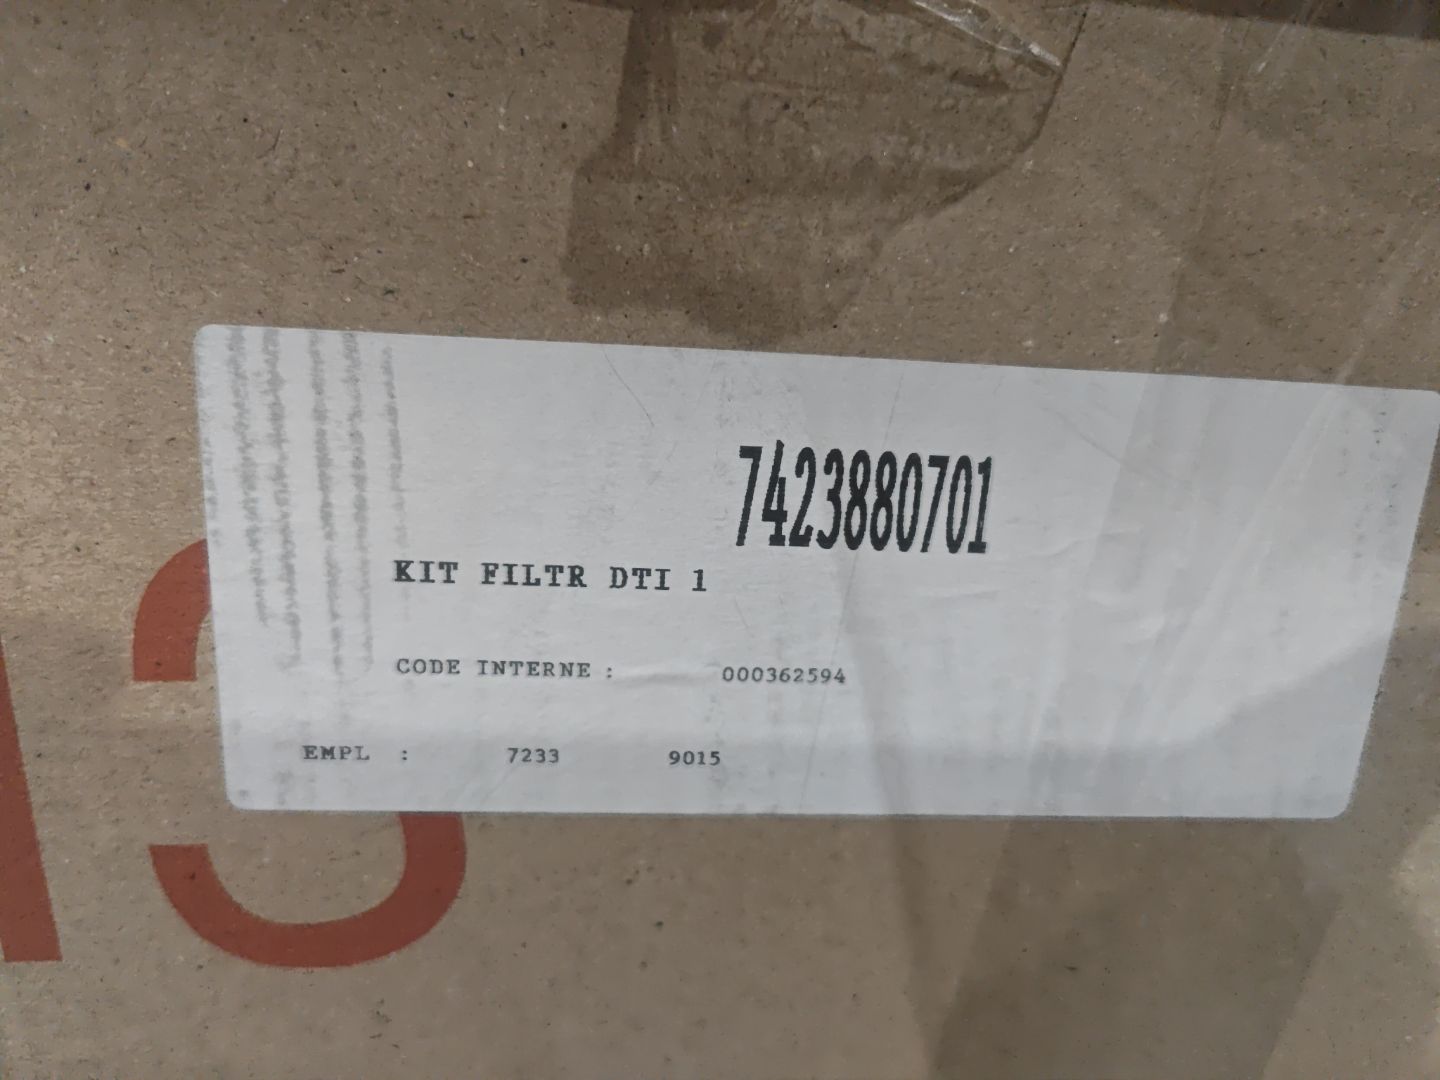 7423880701
KIT FILTR DTI 1
CODE INTERNE : 000362594
EMPL : 7233 9015